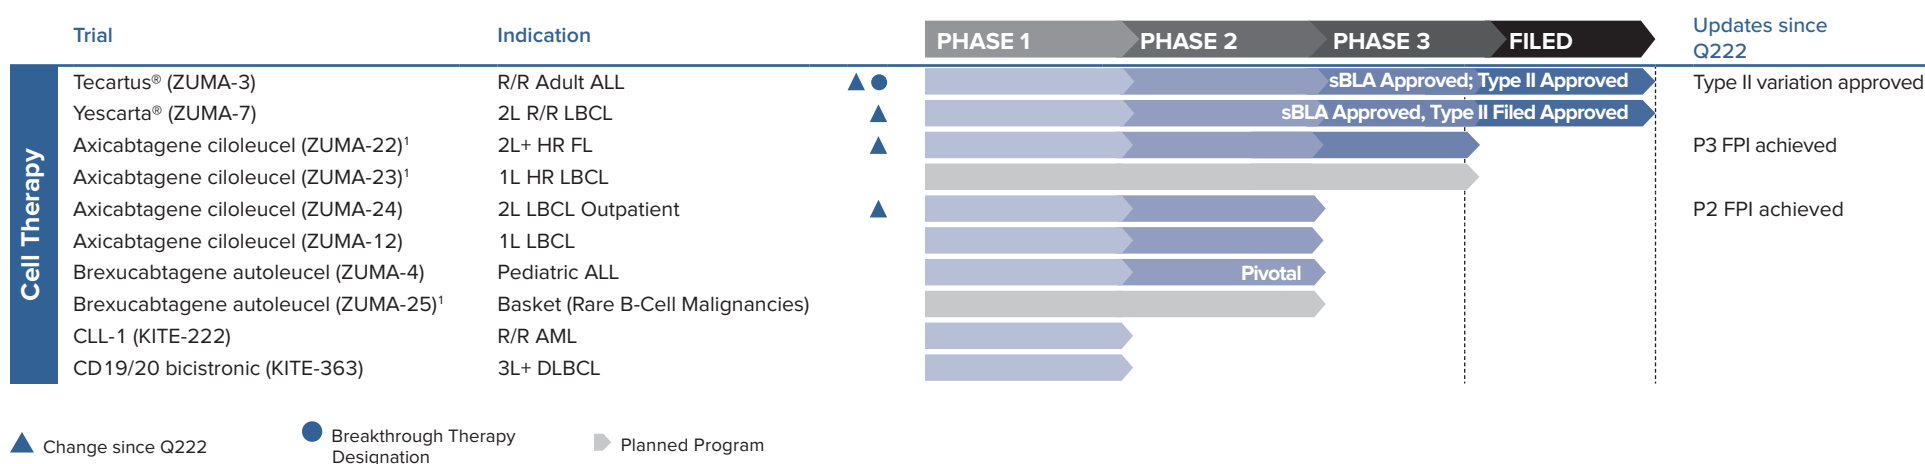 Trial Indication PHASE 1 PHASE 2 PHASE 3 FILED Updates since
Q222
Cell Therapy
Tecartus® (ZUMA-3) R/R Adult ALL sBLA Approved; Type II Approved Type II variation approved
Yescarta® (ZUMA-7) 2L R/R LBCL sBLA Approved, Type II Filed Approved
Axicabtagene ciloleucel (ZUMA-22)¹ 2L+ HR FL P3 FPI achieved
Axicabtagene ciloleucel (ZUMA-23)¹ 1L HR LBCL
Axicabtagene ciloleucel (ZUMA-24) 2L LBCL Outpatient P2 FPI achieved
Axicabtagene ciloleucel (ZUMA-12) 1L LBCL
Brexucabtagene autoleucel (ZUMA-4) Pediatric ALL Pivotal
Brexucabtagene autoleucel (ZUMA-25)¹ Basket (Rare B-Cell Malignancies)
CLL-1 (KITE-222) R/R AML
CD19/20 bicistronic (KITE-363) 3L+ DLBCL
Change since Q222 Breakthrough Therapy Planned Program
Designation